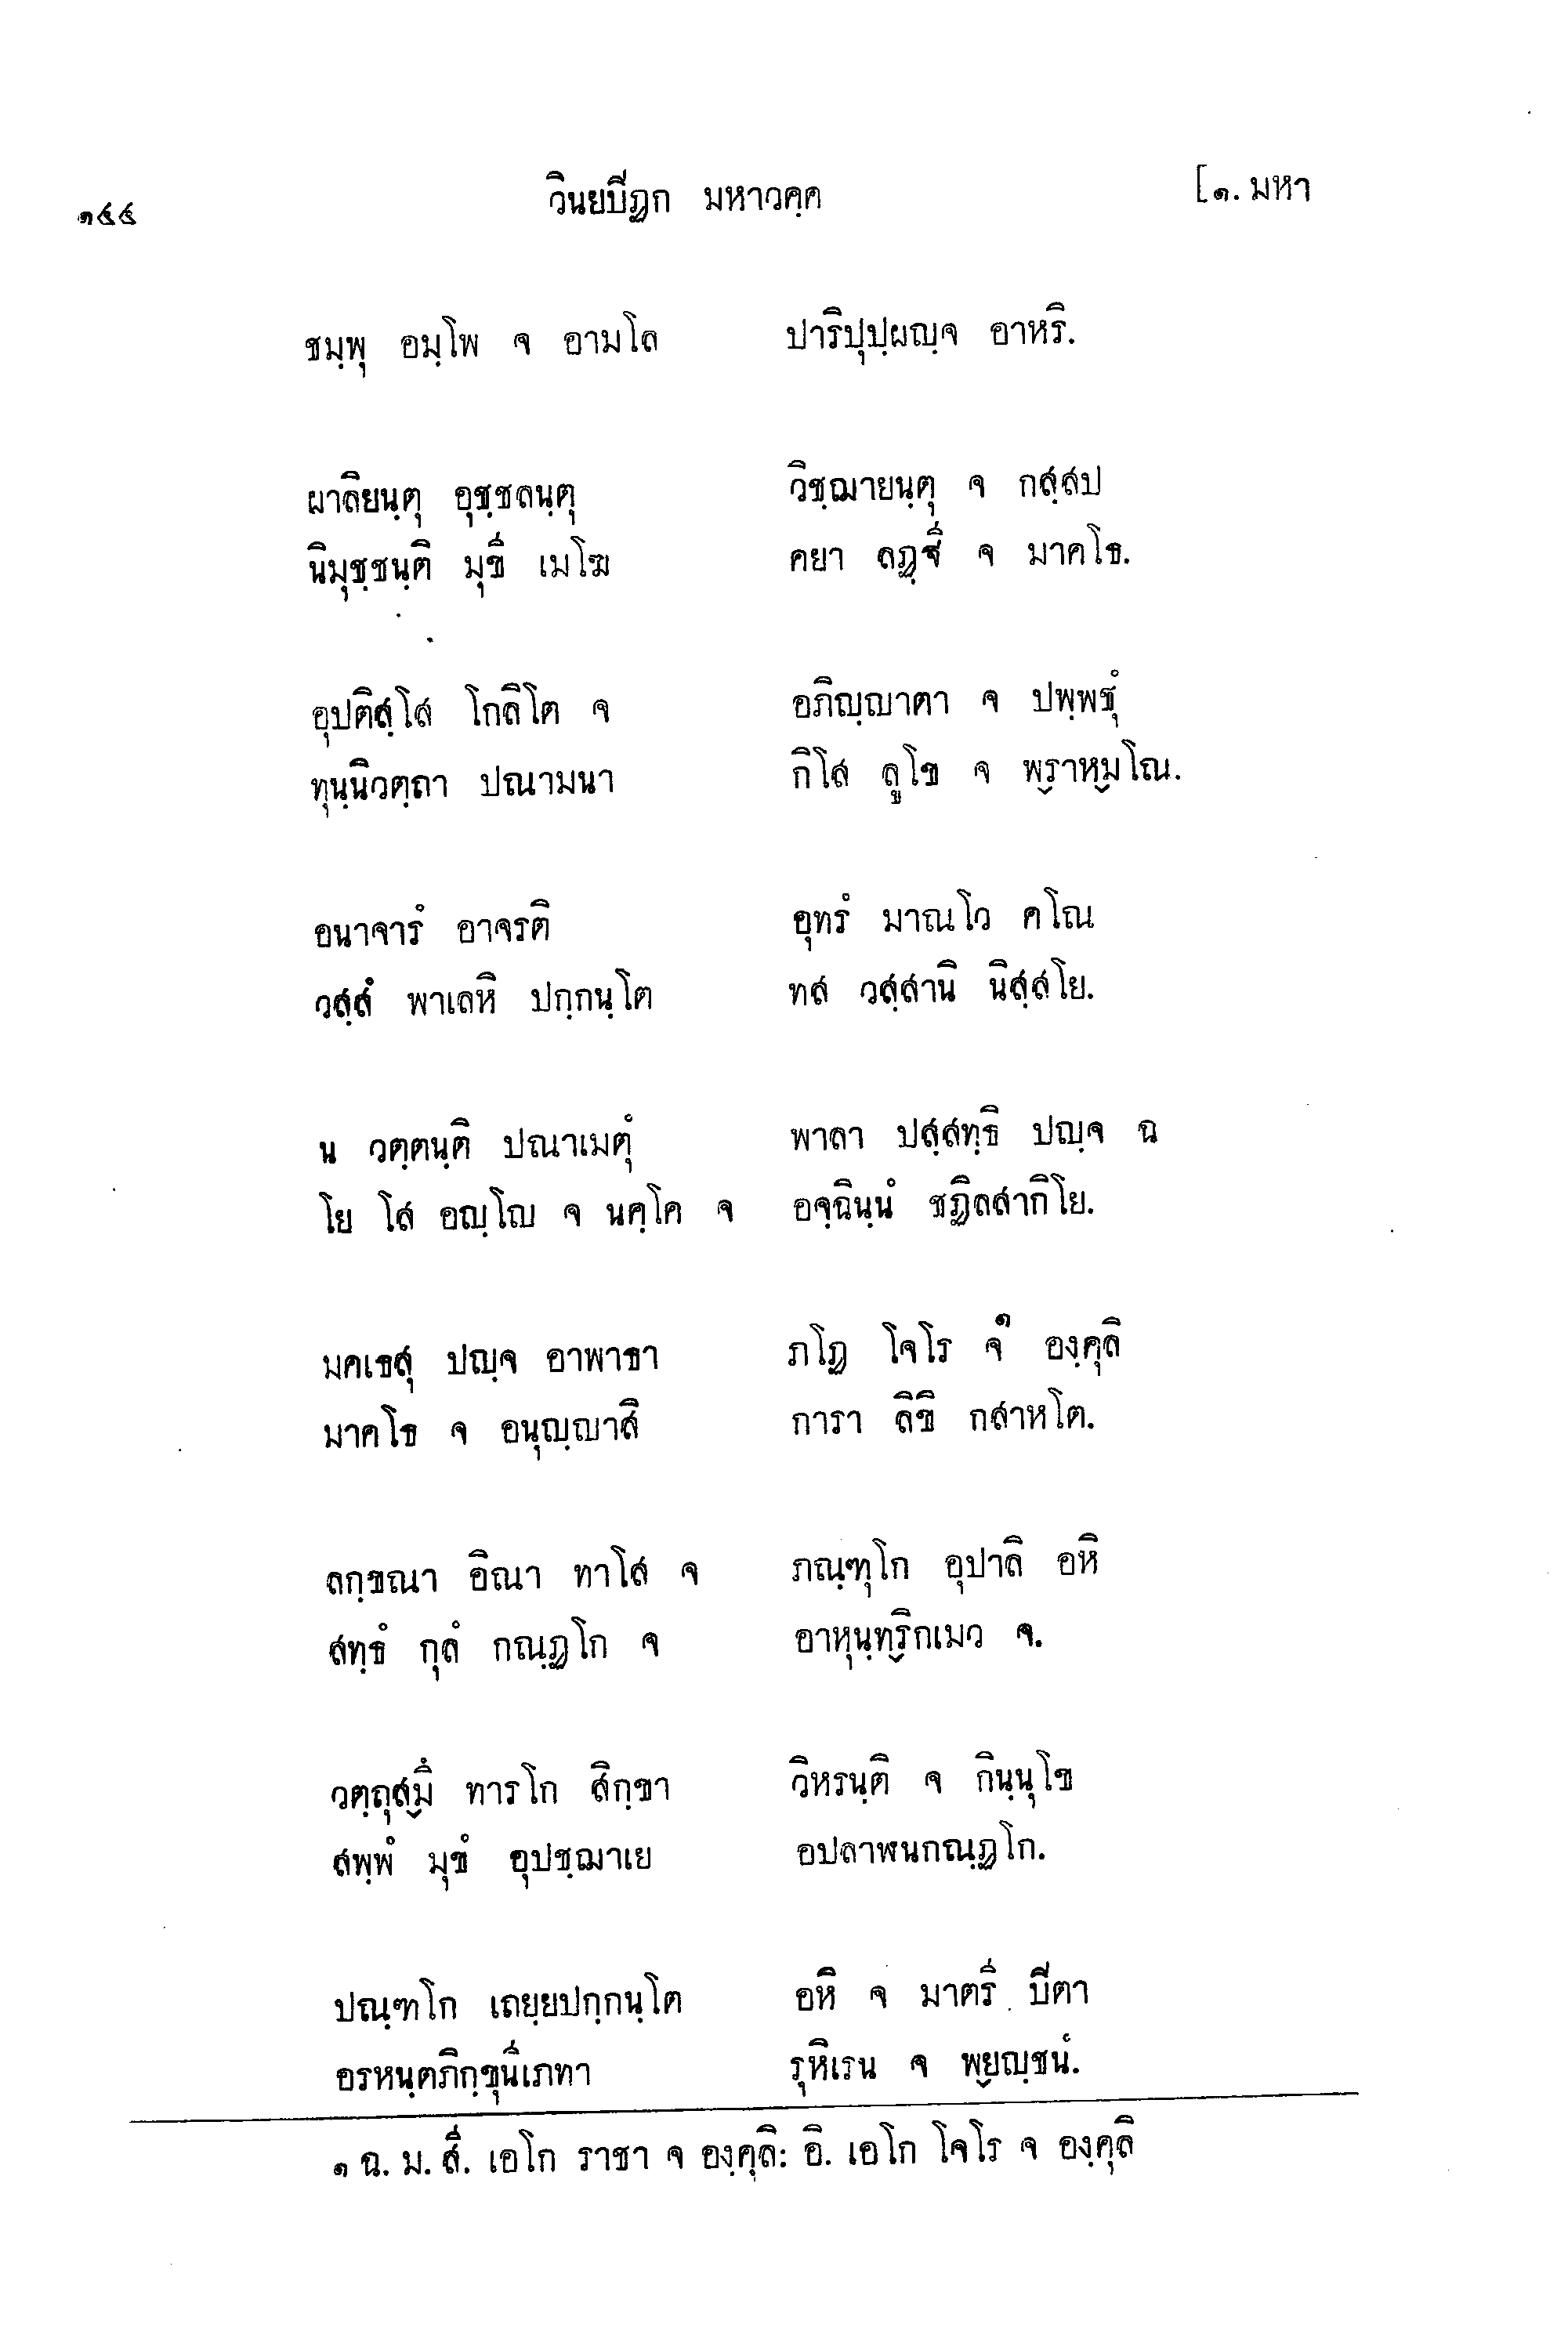 ๑๕๕ วินยปิฏก มหาวคฺค [๑. มหา
ชมฺพุ อมฺโพ จ อามโล ปาริปุปฺผญฺจ อาหริ.
ผาลิยนฺตุ อุชฺชลนฺตุ วิชฺฌายนฺตุ จ กสฺสป
นิมุชฺชนฺติ มุขี เมโฆ คยา ลฏฺฐี จ มาคโธ.
อุปติสฺโส โกลิโต จ อภิญฺญาตา จ ปพฺพชุํ
ทุนฺนิวตฺถา ปณามนา กิโส ลูโข จ พฺราหฺมโณ.
อนาจารํ อาจรติ อุทรํ มาณโว คโณ
วสฺสํ พาเลหิ ปกฺกนฺโต ทส วสฺสานิ นิสฺสโย.
น วตฺตนฺติ ปณาเมตุํ พาลา ปสฺสทฺธิ ปญฺจ ฉ
โย โส อญฺโญ จ นคฺโค จ อจฺฉินฺนํ ชฏิลสากิโย.
มคเธสุ ปญฺจ อาพาธา ภโฏ โจโร จ๑ องฺคุลิ
มาคโธ จ อนุญฺญาสิ การา ลิขิ กสาหโต.
ลกฺขณา อิณา ทาโส จ ภณฺฑุโก อุปาลิ อหิ
สทฺธํ กุลํ กณฺฏโก จ อาหุนฺทฺริกเมว จ.
วตฺถุสฺมิํ ทารโก สิกฺขา วิหรนฺติ จ กินฺนุโข
สพฺพํ มุขํ อุปชฺฌาเย อปลาฬนกณฺฏโก.
ปณฺฑโก เถยฺยปกฺกนฺโต อหิ จ มาตรี ปิตา
อรหนฺตภิกฺขุนีเภทา รุหิเรน จ พฺยญฺชนํ.
๑ ฉ. ม. สี. เอโก ราชา จ องฺคุลิ: อิ. เอโก โจโร จ องฺคุลิ